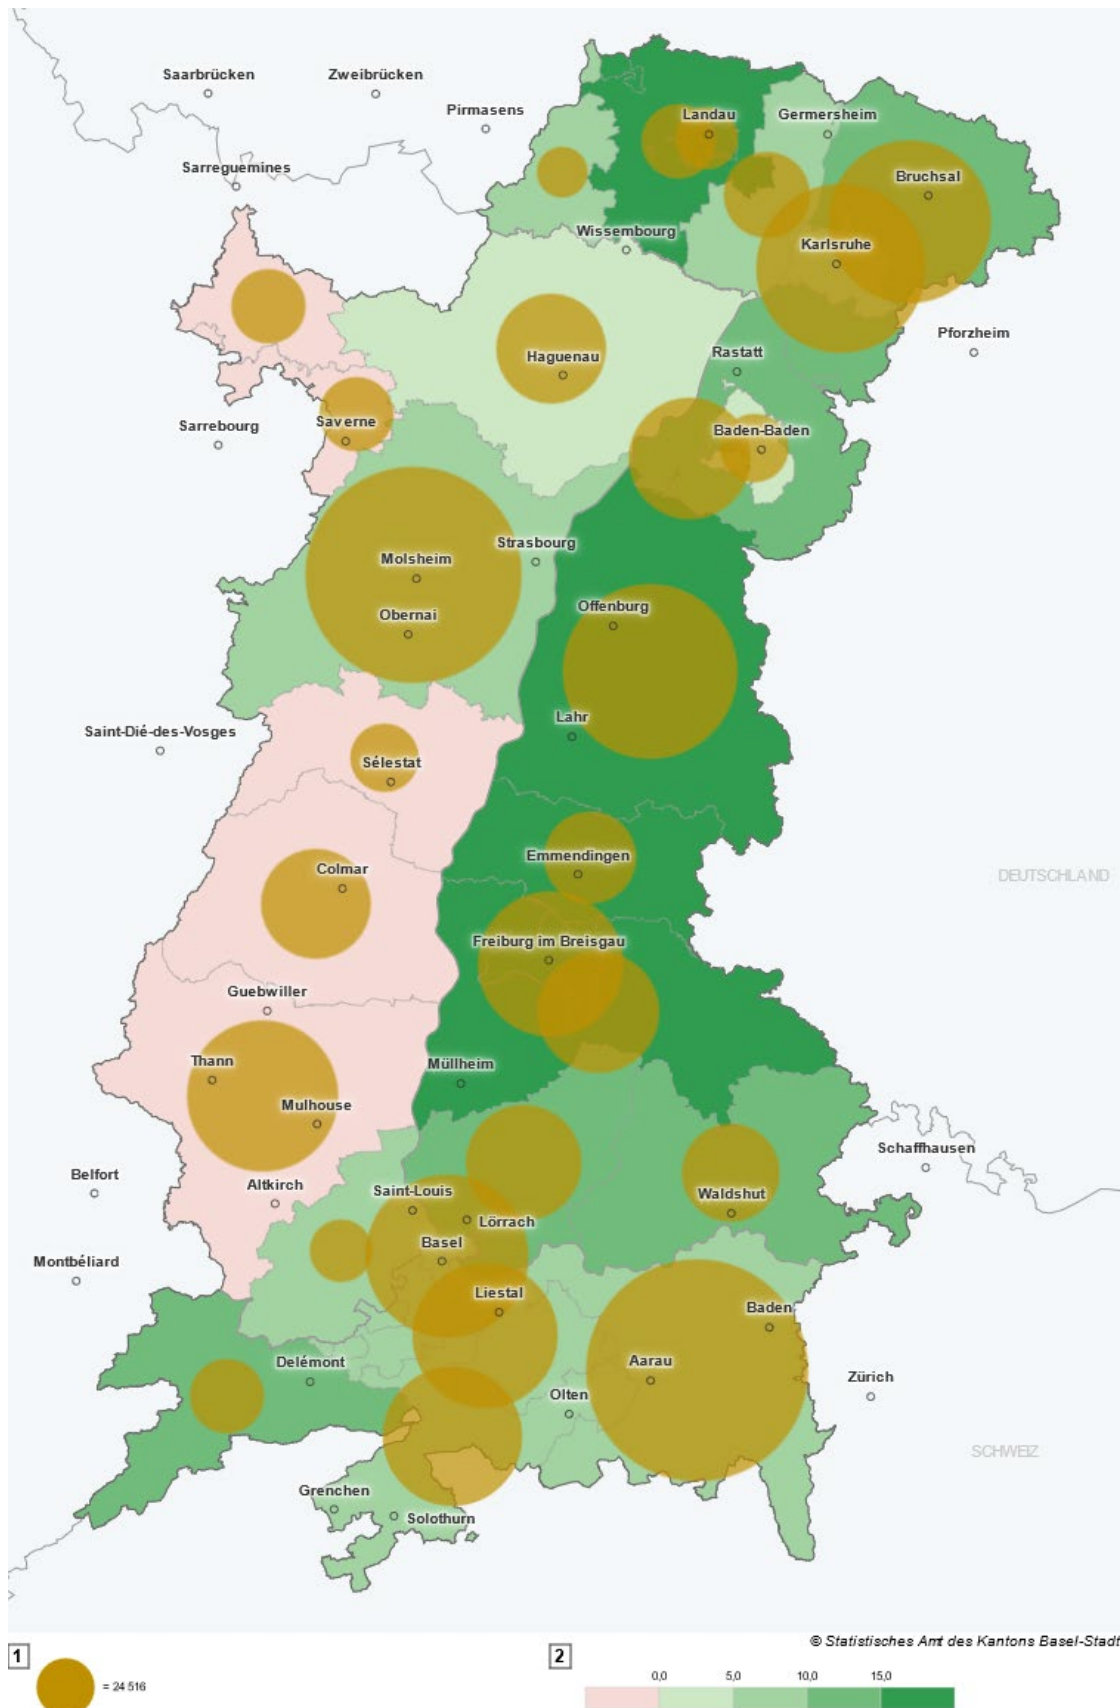 Saarbrücken
Zweibrücken
Pirmasens
Landau
Germersheim
Sarreguemines
Bruchsal
Wissembourg
Karlsruhe
Pforzheim
Rastatt
Haguenau
Saverne
Sarrebourg
Baden-Baden
Strasbourg
Molsheim
Offenburg
Obernai
Lahr
Saint-Dié-des-Vosges
Sélestat
Emmendingen
Colmar
DEUTSCHLAND
Freiburg im Breisgau
Guebwiller
Thann
Müllheim
Mulhouse
Schaffhausen
Belfort
Altkirch
Saint-Louis
Waldshut
Lörrach
Basel
Montbéliard
Liestal
Baden
Delémont
Aarau
Zürich
Olten
SCHWEIZ
Grenchen
Solothurn
© Statistisches Amt des Kantons Basel-Stadt
1
2
= 24 516
0,0 5,0 10,0 15,0